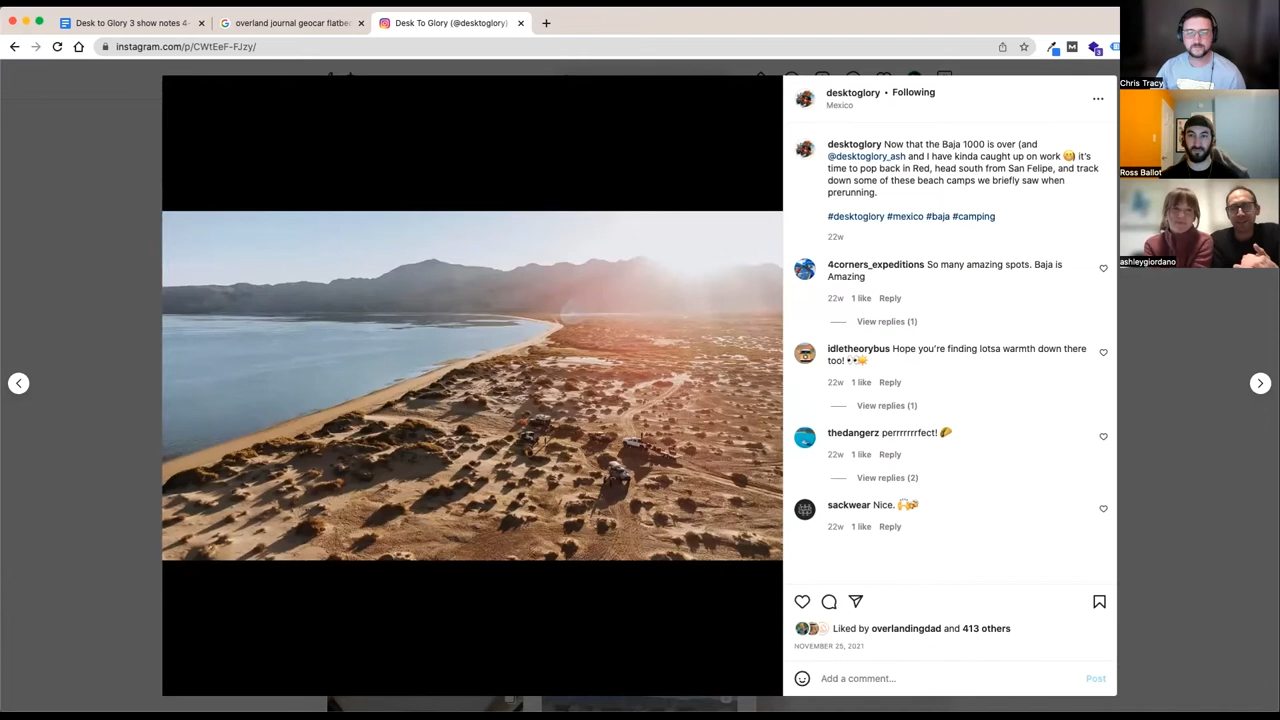 Desk to Glory 3 show notes 4-
overland journal geocar flatbe
Desk To Glory (@desktoglory)
instagram.com/p/CWtEeF-FJzy/
Chris Tracy
Ross Ballot
ashleygiordano
desktoglory • Following
Mexico
desktoglory Now that the Baja 1000 is over (and
@desktoglory_ash and I have kinda caught up on work 😁) it's
time to pop back in Red, head south from San Felipe, and track
down some of these beach camps we briefly saw when
prerunning.
#desktoglory #mexico #baja #camping
22w
4corners_expeditions So many amazing spots. Baja is
Amazing
22w 1 like Reply
View replies (1)
idletheorybus Hope you're finding lotsa warmth down there
too! 👀☀️
22w 1 like Reply
View replies (1)
thedangerz perrrrrrrfect! 🌮
22w 1 like Reply
View replies (2)
sackwear Nice. 🙌🍻
22w 1 like Reply
Liked by overlandingdad and 413 others
NOVEMBER 25, 2021
Add a comment...
Post